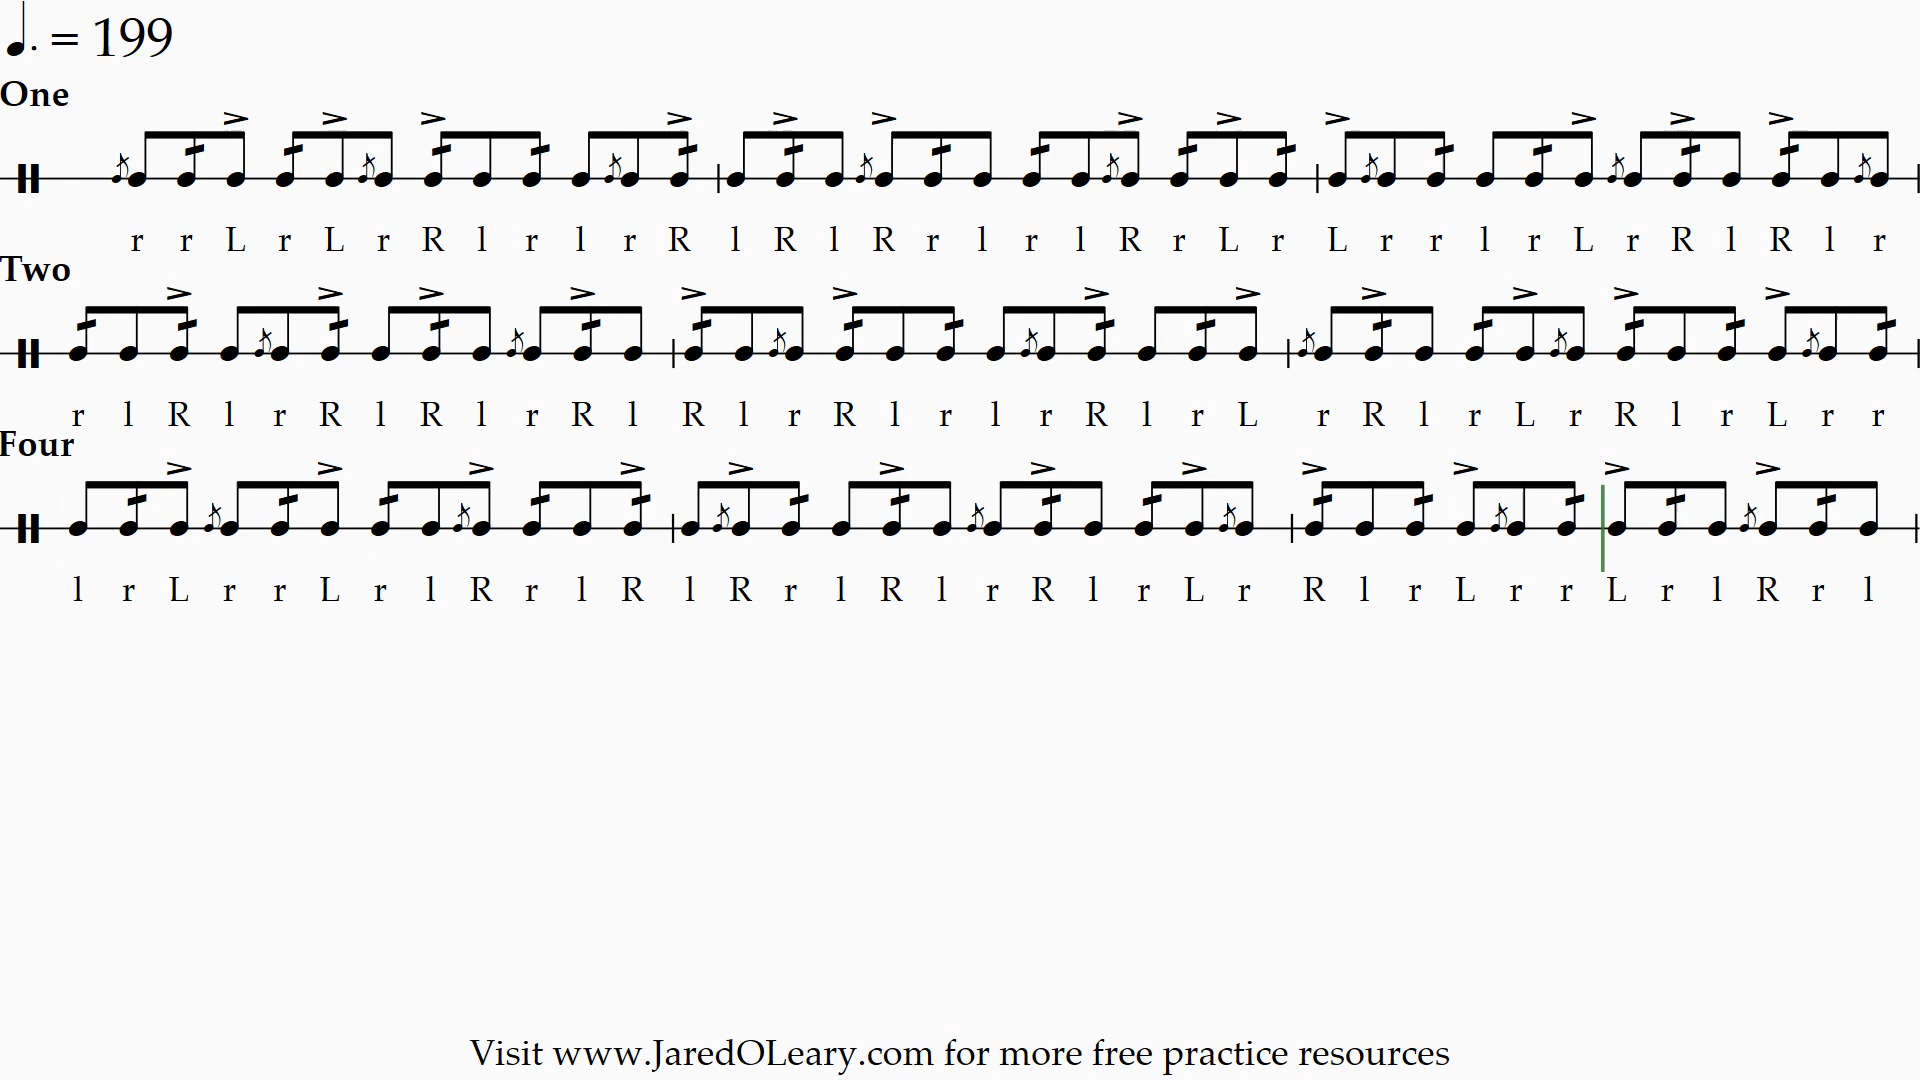 ♩. = 199
One
r r L r L r R l r l r R l R l R r l r l R r L r L r r l r L r R l R l r
Two
r l R l r R l R l r R l R l r R l r l r R l r L r R l r L r R l r L r r
Four
l r L r r L r l R r l R l R r l R l r R l r L r R l r L r r L r l R r l
Visit www.JaredOLeary.com for more free practice resources